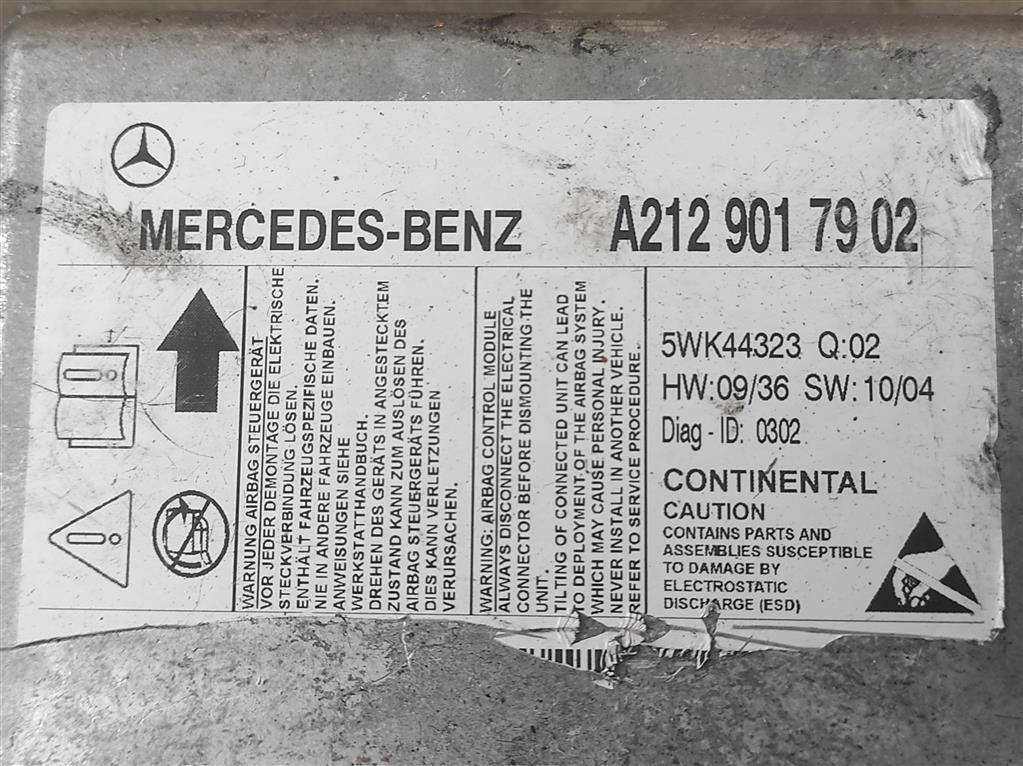 MERCEDES-BENZ A212 901 79 02
WARNUNG AIRBAG STEUERGERÄT
VOR JEDER DEMONTAGE DIE ELEKTRISCHE
STECKVERBINDUNG LÖSEN.
ENTHÄLT FAHRZEUGSPEZIFISCHE DATEN.
NIE IN ANDERE FAHRZEUGE EINBAUEN.
ANWEISUNGEN SIEHE
WERKSTATTHANDBUCH.
DREHEN DES GERÄTS IN ANGESTECKTEM
ZUSTAND KANN ZUM AUSLÖSEN DES
AIRBAG STEUERGERÄTS FÜHREN.
DIES KANN VERLETZUNGEN
VERURSACHEN.
WARNING: AIRBAG CONTROL MODULE
ALWAYS DISCONNECT THE ELECTRICAL
CONNECTOR BEFORE DISMOUNTING THE
UNIT.
TILTING OF CONNECTED UNIT CAN LEAD
TO DEPLOYMENT OF THE AIRBAG SYSTEM
WHICH MAY CAUSE PERSONAL INJURY.
NEVER INSTALL IN ANOTHER VEHICLE.
REFER TO SERVICE PROCEDURE.
5WK44323 Q:02
HW:09/36 SW:10/04
Diag - ID: 0302
CONTINENTAL
CAUTION
CONTAINS PARTS AND
ASSEMBLIES SUSCEPTIBLE
TO DAMAGE BY
ELECTROSTATIC
DISCHARGE (ESD)